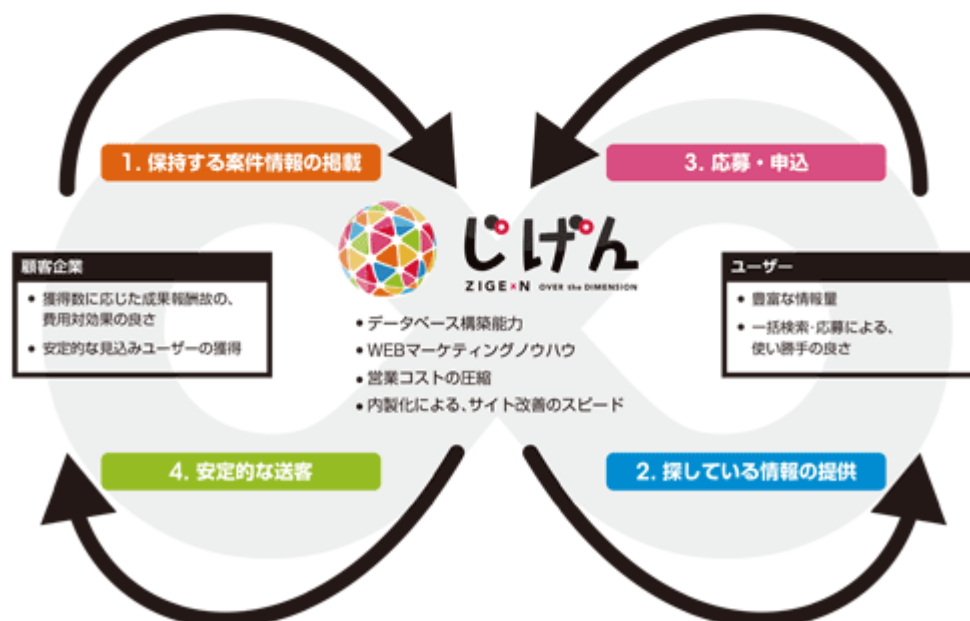 1. 保持する案件情報の掲載
3. 応募・申込
じげん
ZIGExN OVER the DIMENSION
顧客企業
• 獲得数に応じた成果報酬故の、
費用対効果の良さ
• 安定的な見込みユーザーの獲得
• データベース構築能力
• WEBマーケティングノウハウ
• 営業コストの圧縮
• 内製化による、サイト改善のスピード
ユーザー
• 豊富な情報量
• 一括検索・応募による、
使い勝手の良さ
4. 安定的な送客
2. 探している情報の提供